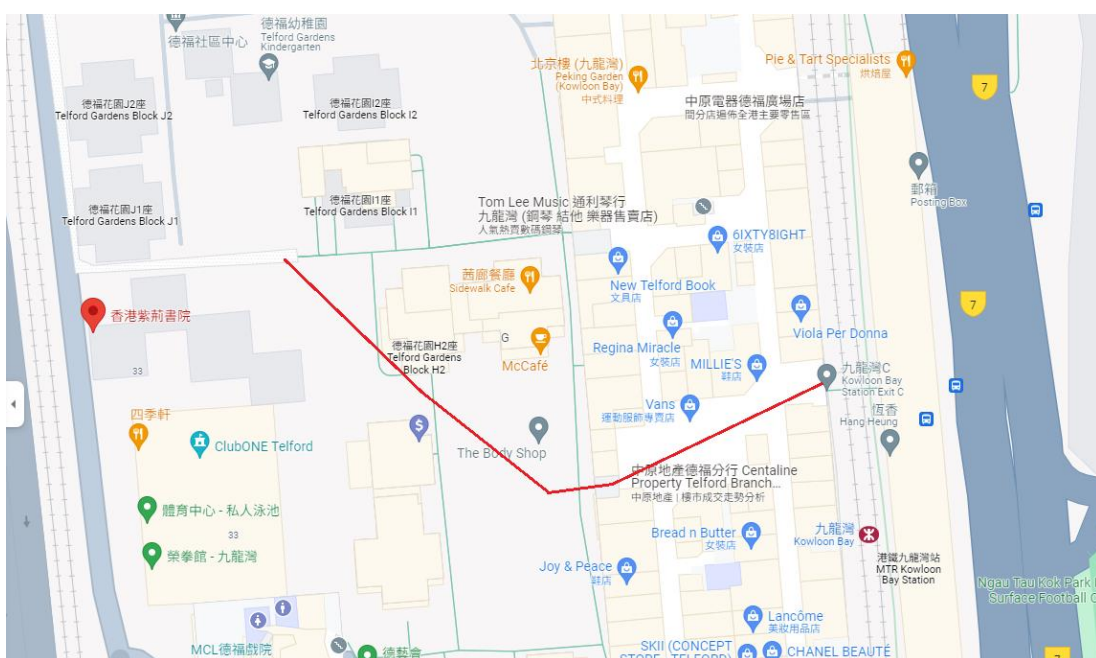 德福幼稚園
Telford Gardens
Kindergarten
德福社區中心
北京樓 (九龍灣)
Peking Garden
(Kowloon Bay)
中式料理
Pie & Tart Specialists
烘焙屋
7
德福花園J2座
Telford Gardens Block J2
德福花園I2座
Telford Gardens Block I2
中原電器德福廣場店
間分店遍佈全港主要零售區
郵箱
Posting Box
德福花園J1座
Telford Gardens Block J1
德福花園I1座
Telford Gardens Block I1
Tom Lee Music 通利琴行
九龍灣 (鋼琴 結他 樂器售賣店)
人氣熱賣數碼鋼琴
6IXTY8IGHT
女裝店
茜廊餐廳
Sidewalk Cafe
New Telford Book
文具店
7
香港紫荊書院
Viola Per Donna
德福花園H2座
Telford Gardens
Block H2
G
McCafé
Regina Miracle
女裝店
MILLIE'S
鞋店
九龍灣C
Kowloon Bay
Station Exit C
33
四季軒
Vans
運動服飾專賣店
恆香
Hang Heung
ClubONE Telford
$
The Body Shop
中原地產德福分行 Centaline
Property Telford Branch...
中原地產 | 樓市成交走勢分析
體育中心 - 私人泳池
33
榮拳館 - 九龍灣
Bread n Butter
女裝店
九龍灣
Kowloon Bay
港鐵九龍灣站
MTR Kowloon
Bay Station
Joy & Peace
鞋店
Ngau Tau Kok Park
Surface Football
Lancôme
美妝用品店
MCL德福戲院
德藝會
SKII (CONCEPT
STORE - TELFORD)
CHANEL BEAUTÉ
7